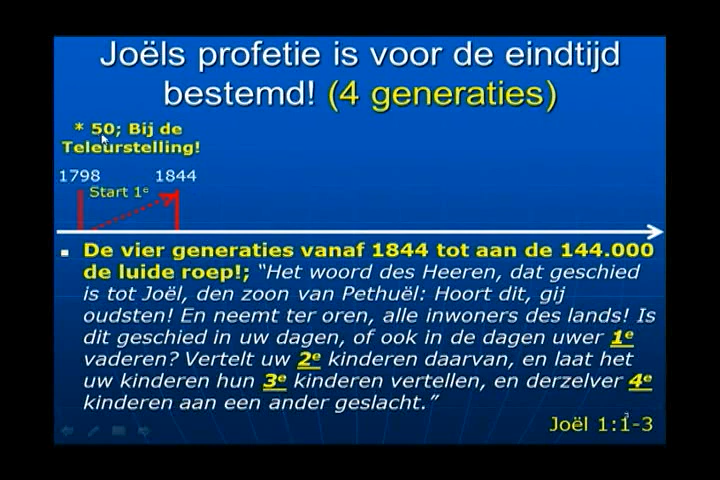 Joëls profetie is voor de eindtijd
bestemd! (4 generaties)
* 50; Bij de
Teleurstelling!
1798 1844
Start 1e
De vier generaties vanaf 1844 tot aan de 144.000
de luide roep!; “Het woord des Heeren, dat geschied
is tot Joël, den zoon van Pethuël: Hoort dit, gij
oudsten! En neemt ter oren, alle inwoners des lands! Is
dit geschied in uw dagen, of ook in de dagen uwer 1e
vaderen? Vertelt uw 2e kinderen daarvan, en laat het
uw kinderen hun 3e kinderen vertellen, en derzelver 4e
kinderen aan een ander geslacht.”
3
Joël 1:1-3